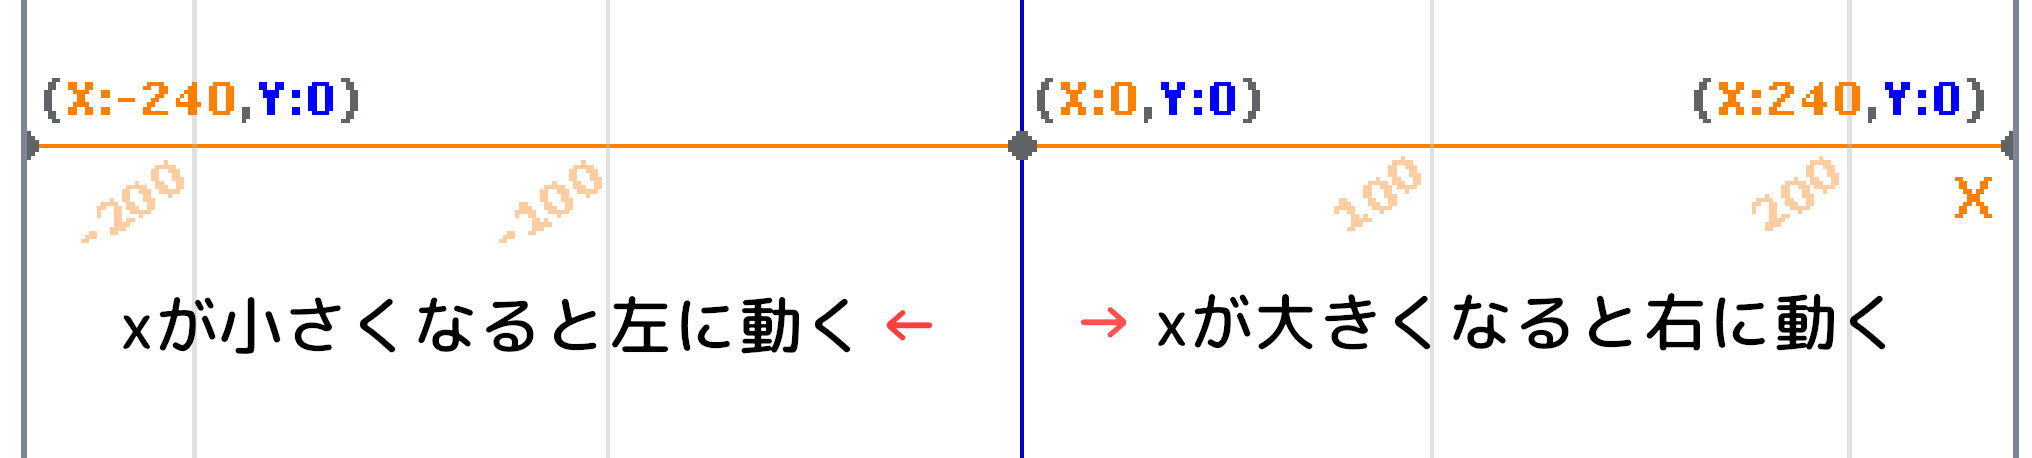 (X:-240,Y:0)
(X:0,Y:0)
(X:240,Y:0)
-200
-100
100
200
X
xが小さくなると左に動く ←
→ xが大きくなると右に動く